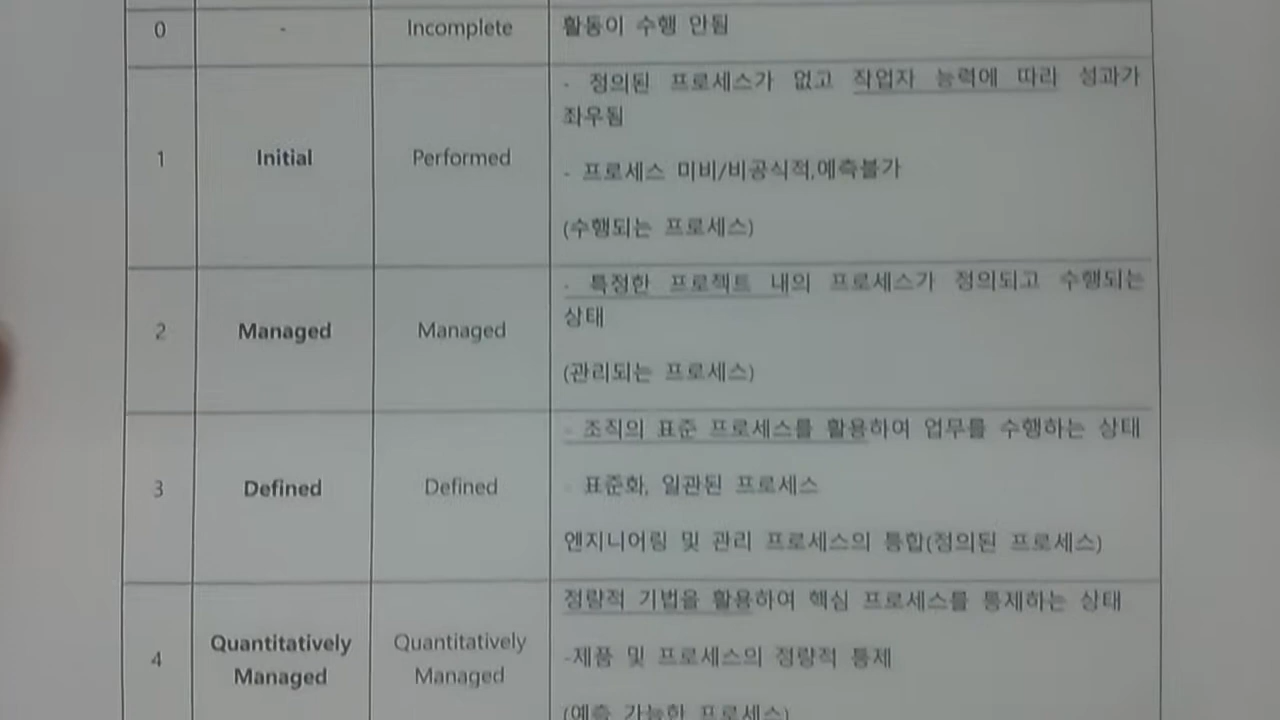 0 - Incomplete 활동이 수행 안됨
- 정의된 프로세스가 없고 작업자 능력에 따라 성과가
좌우됨
1 Initial Performed - 프로세스 미비/비공식적,예측불가
(수행되는 프로세스)
- 특정한 프로젝트 내의 프로세스가 정의되고 수행되는
상태
2 Managed Managed
(관리되는 프로세스)
- 조직의 표준 프로세스를 활용하여 업무를 수행하는 상태
3 Defined Defined - 표준화, 일관된 프로세스
엔지니어링 및 관리 프로세스의 통합(정의된 프로세스)
정량적 기법을 활용하여 핵심 프로세스를 통제하는 상태
4 Quantitatively Managed Quantitatively Managed -제품 및 프로세스의 정량적 통제
(예측 가능한 프로세스)